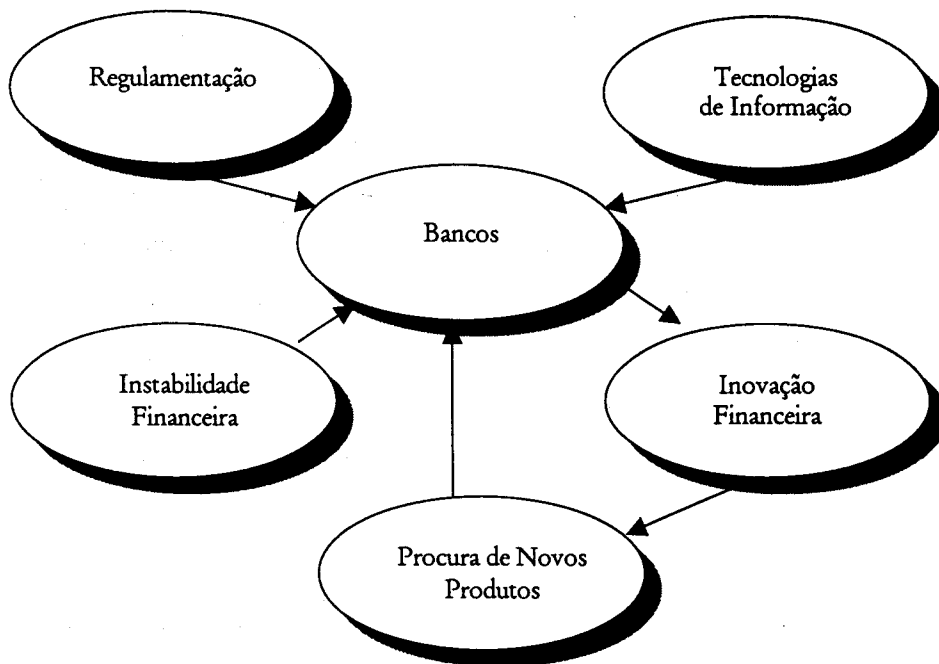 Regulamentação
Tecnologias
de Informação
Bancos
Instabilidade
Financeira
Inovação
Financeira
Procura de Novos
Produtos